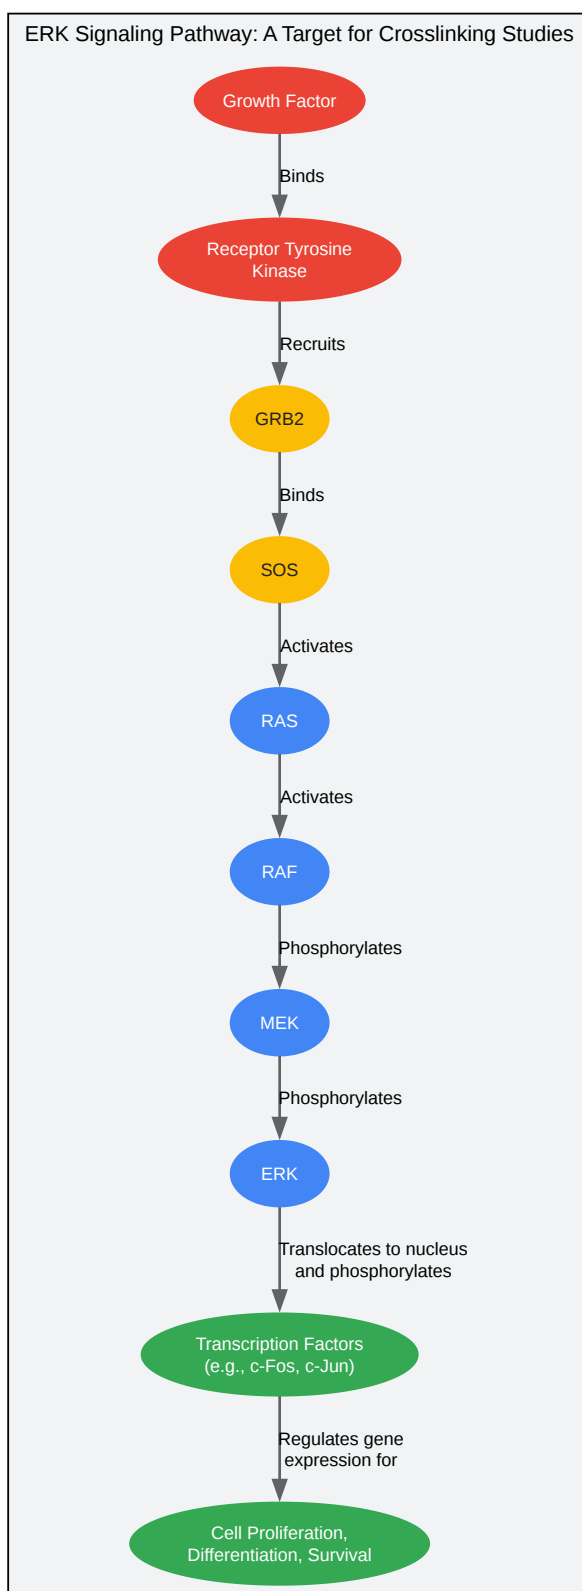 ERK Signaling Pathway: A Target for Crosslinking Studies
Growth Factor
Binds
Receptor Tyrosine
Kinase
Recruits
GRB2
Binds
SOS
Activates
RAS
Activates
RAF
Phosphorylates
MEK
Phosphorylates
ERK
Translocates to nucleus
and phosphorylates
Transcription Factors
(e.g., c-Fos, c-Jun)
Regulates gene
expression for
Cell Proliferation,
Differentiation, Survival